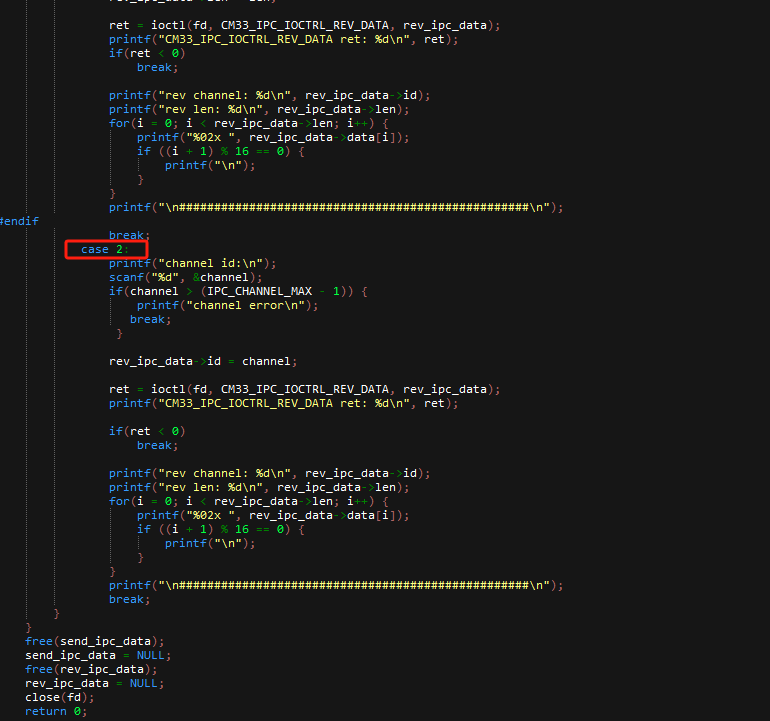 ret = ioctl(fd, CM33_IPC_IOCTRL_REV_DATA, rev_ipc_data);
printf("CM33_IPC_IOCTRL_REV_DATA ret: %d\n", ret);
if(ret < 0)
break;
printf("rev channel: %d\n", rev_ipc_data->id);
printf("rev len: %d\n", rev_ipc_data->len);
for(i = 0; i < rev_ipc_data->len; i++) {
printf("%02x ", rev_ipc_data->data[i]);
if ((i + 1) % 16 == 0) {
printf("\n");
}
}
printf("\n##################################################\n");
#endif
break;
case 2:
printf("channel id:\n");
scanf("%d", &channel);
if(channel > (IPC_CHANNEL_MAX - 1)) {
printf("channel error\n");
break;
}
rev_ipc_data->id = channel;
ret = ioctl(fd, CM33_IPC_IOCTRL_REV_DATA, rev_ipc_data);
printf("CM33_IPC_IOCTRL_REV_DATA ret: %d\n", ret);
if(ret < 0)
break;
printf("rev channel: %d\n", rev_ipc_data->id);
printf("rev len: %d\n", rev_ipc_data->len);
for(i = 0; i < rev_ipc_data->len; i++) {
printf("%02x ", rev_ipc_data->data[i]);
if ((i + 1) % 16 == 0) {
printf("\n");
}
}
printf("\n##################################################\n");
break;
}
}
free(send_ipc_data);
send_ipc_data = NULL;
free(rev_ipc_data);
rev_ipc_data = NULL;
close(fd);
return 0;